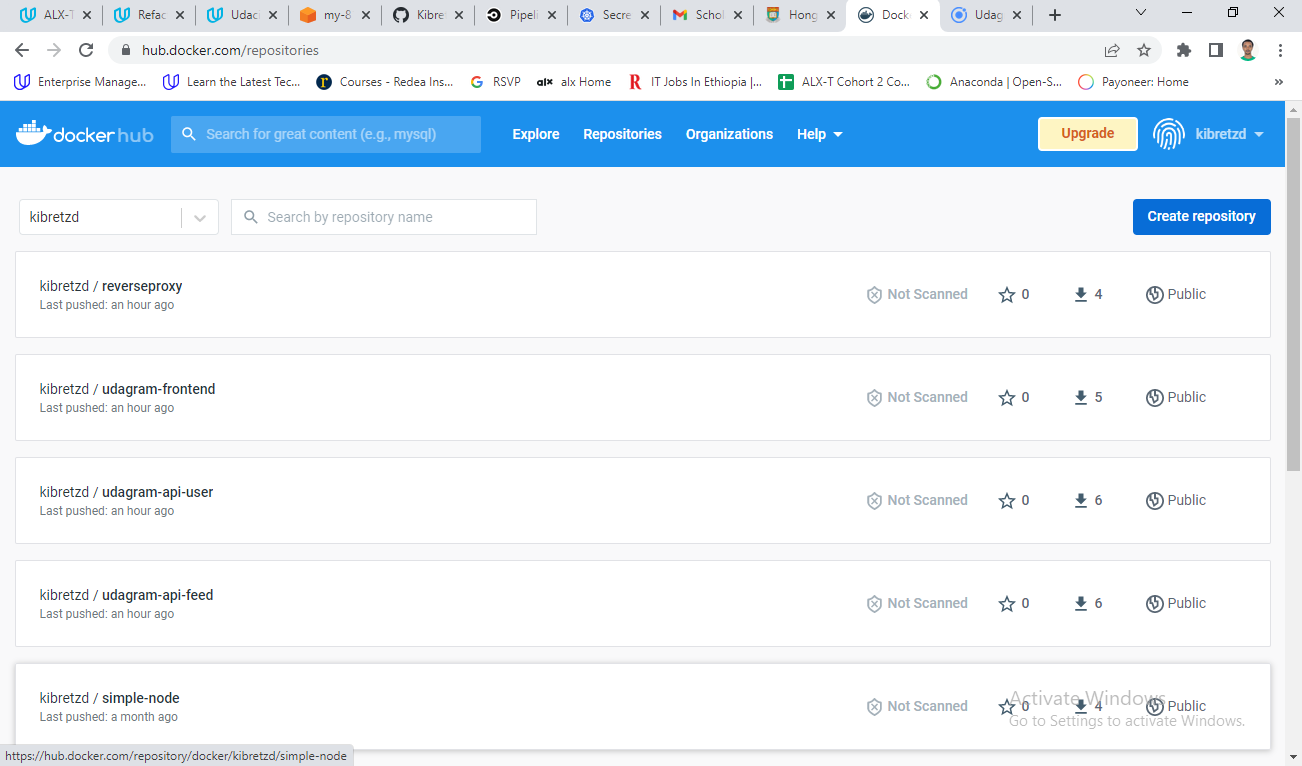 ALX-T
Refac
Udaci
my-8
Kibre
Pipeli
Secre
Schol
Hong
Dock
Udag
hub.docker.com/repositories
Enterprise Manage...
Learn the Latest Tec...
Courses - Redea Ins...
RSVP
alx alx Home
R IT Jobs In Ethiopia |...
ALX-T Cohort 2 Co...
Anaconda | Open-S...
Payoneer: Home
»
docker hub
Search for great content (e.g., mysql)
Explore
Repositories
Organizations
Help
Upgrade
kibretzd
kibretzd
Search by repository name
Create repository
kibretzd / reverseproxy
Last pushed: an hour ago
Not Scanned
0
4
Public
kibretzd / udagram-frontend
Last pushed: an hour ago
Not Scanned
0
5
Public
kibretzd / udagram-api-user
Last pushed: an hour ago
Not Scanned
0
6
Public
kibretzd / udagram-api-feed
Last pushed: an hour ago
Not Scanned
0
6
Public
kibretzd / simple-node
Last pushed: a month ago
Not Scanned
0
4
Public
Activate Windows
Go to Settings to activate Windows.
https://hub.docker.com/repository/docker/kibretzd/simple-node